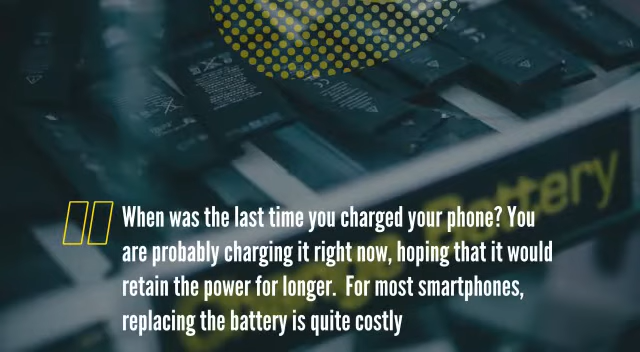 When was the last time you charged your phone? You
are probably charging it right now, hoping that it would
retain the power for longer.  For most smartphones,
replacing the battery is quite costly
Battery